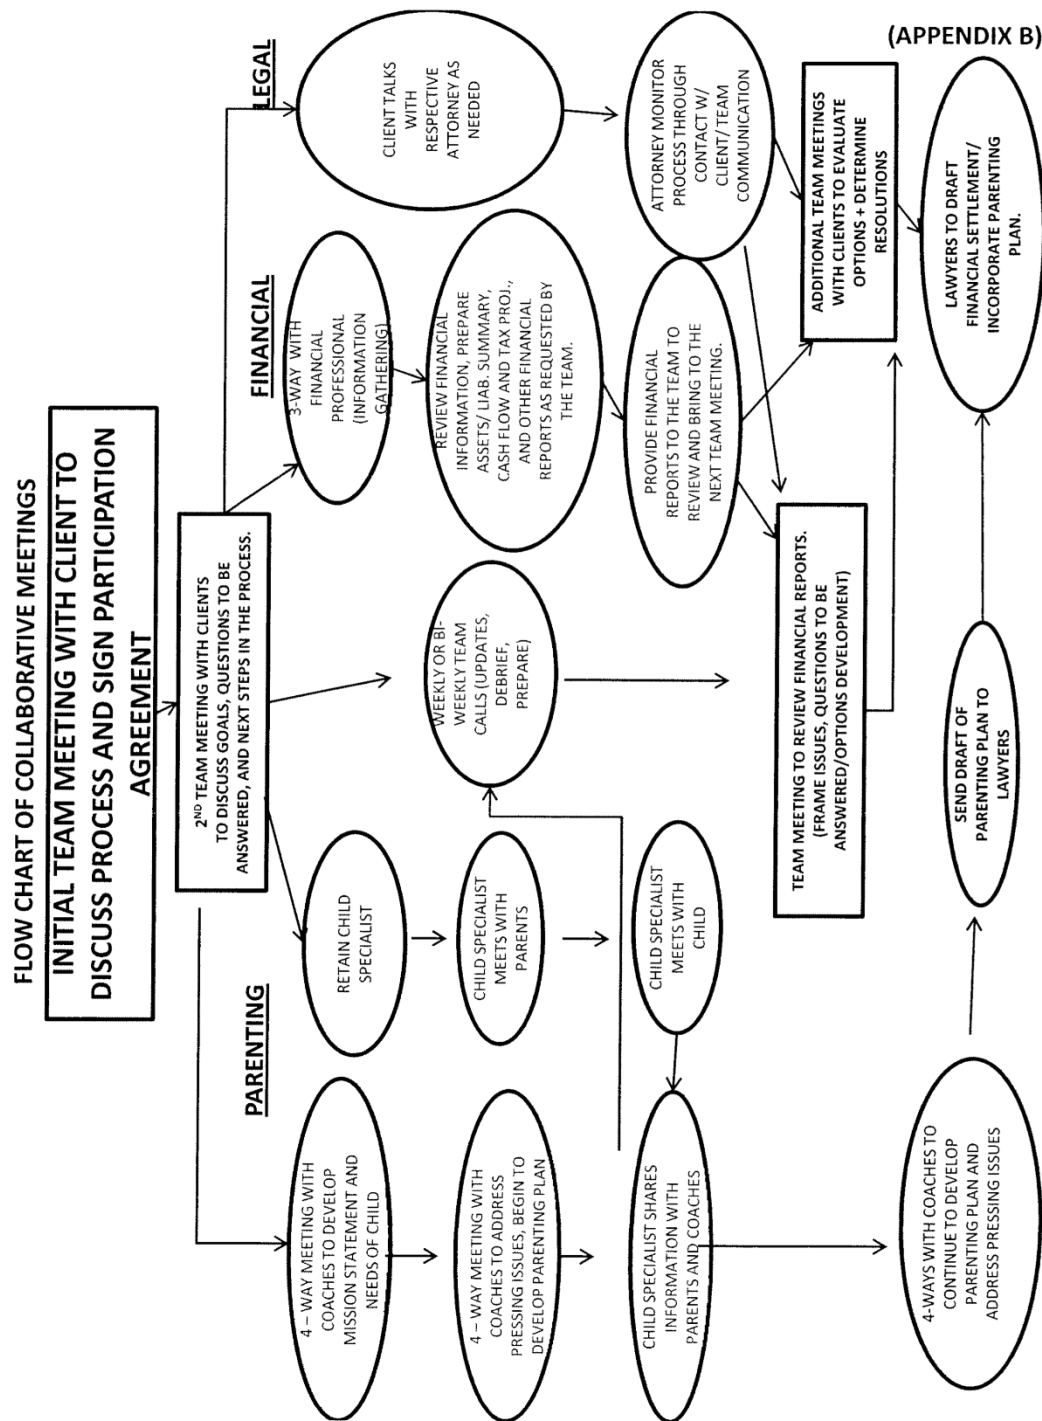 FLOW CHART OF COLLABORATIVE MEETINGS
INITIAL TEAM MEETING WITH CLIENT TO
DISCUSS PROCESS AND SIGN PARTICIPATION
AGREEMENT
2ND TEAM MEETING WITH CLIENTS
TO DISCUSS GOALS, QUESTIONS TO BE
ANSWERED, AND NEXT STEPS IN THE PROCESS.
PARENTING
FINANCIAL
LEGAL
4 – WAY MEETING WITH
COACHES TO DEVELOP
MISSION STATEMENT AND
NEEDS OF CHILD
RETAIN CHILD
SPECIALIST
3-WAY WITH
FINANCIAL
PROFESSIONAL
(INFORMATION
GATHERING)
CLIENT TALKS
WITH
RESPECTIVE
ATTORNEY AS
NEEDED
4 – WAY MEETING WITH
COACHES TO ADDRESS
PRESSING ISSUES, BEGIN TO
DEVELOP PARENTING PLAN
CHILD SPECIALIST
MEETS WITH
PARENTS
WEEKLY OR BI-
WEEKLY TEAM
CALLS (UPDATES,
DEBRIEF,
PREPARE)
REVIEW FINANCIAL
INFORMATION, PREPARE
ASSETS/ LIAB. SUMMARY,
CASH FLOW AND TAX PROJ.,
AND OTHER FINANCIAL
REPORTS AS REQUESTED BY
THE TEAM.
CHILD SPECIALIST SHARES
INFORMATION WITH
PARENTS AND COACHES
CHILD SPECIALIST
MEETS WITH
CHILD
PROVIDE FINANCIAL
REPORTS TO THE TEAM TO
REVIEW AND BRING TO THE
NEXT TEAM MEETING.
ATTORNEY MONITOR
PROCESS THROUGH
CONTACT W/
CLIENT/ TEAM
COMMUNICATION
TEAM MEETING TO REVIEW FINANCIAL REPORTS.
(FRAME ISSUES, QUESTIONS TO BE
ANSWERED/OPTIONS DEVELOPMENT)
ADDITIONAL TEAM MEETINGS
WITH CLIENTS TO EVALUATE
OPTIONS + DETERMINE
RESOLUTIONS
4-WAYS WITH COACHES TO
CONTINUE TO DEVELOP
PARENTING PLAN AND
ADDRESS PRESSING ISSUES
SEND DRAFT OF
PARENTING PLAN TO
LAWYERS
LAWYERS TO DRAFT
FINANCIAL SETTLEMENT/
INCORPORATE PARENTING
PLAN.
(APPENDIX B)